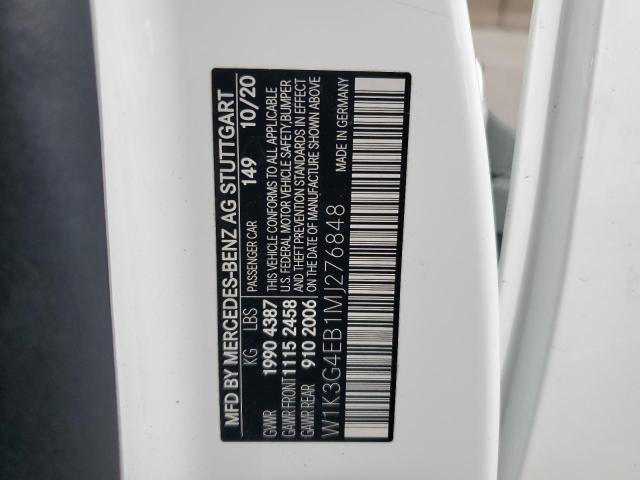 MFD BY MERCEDES-BENZ AG STUTTGART
KG LBS PASSENGER CAR 149 10/20
GVWR 1990 4387 THIS VEHICLE CONFORMS TO ALL APPLICABLE
GAWR FRONT 1115 2458 U.S. FEDERAL MOTOR VEHICLE SAFETY, BUMPER
GAWR REAR 910 2006 AND THEFT PREVENTION STANDARDS IN EFFECT
ON THE DATE OF MANUFACTURE SHOWN ABOVE
W1K3G4EB1MJ276848 MADE IN GERMANY